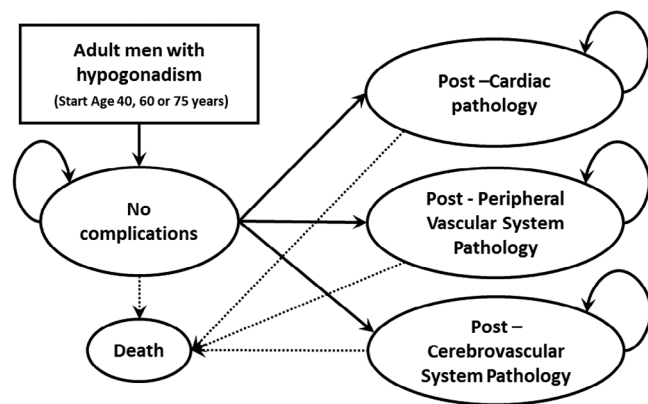 Adult men with
hypogonadism
(Start Age 40, 60 or 75 years)
No
complications
Death
Post –Cardiac
pathology
Post - Peripheral
Vascular System
Pathology
Post –
Cerebrovascular
System Pathology